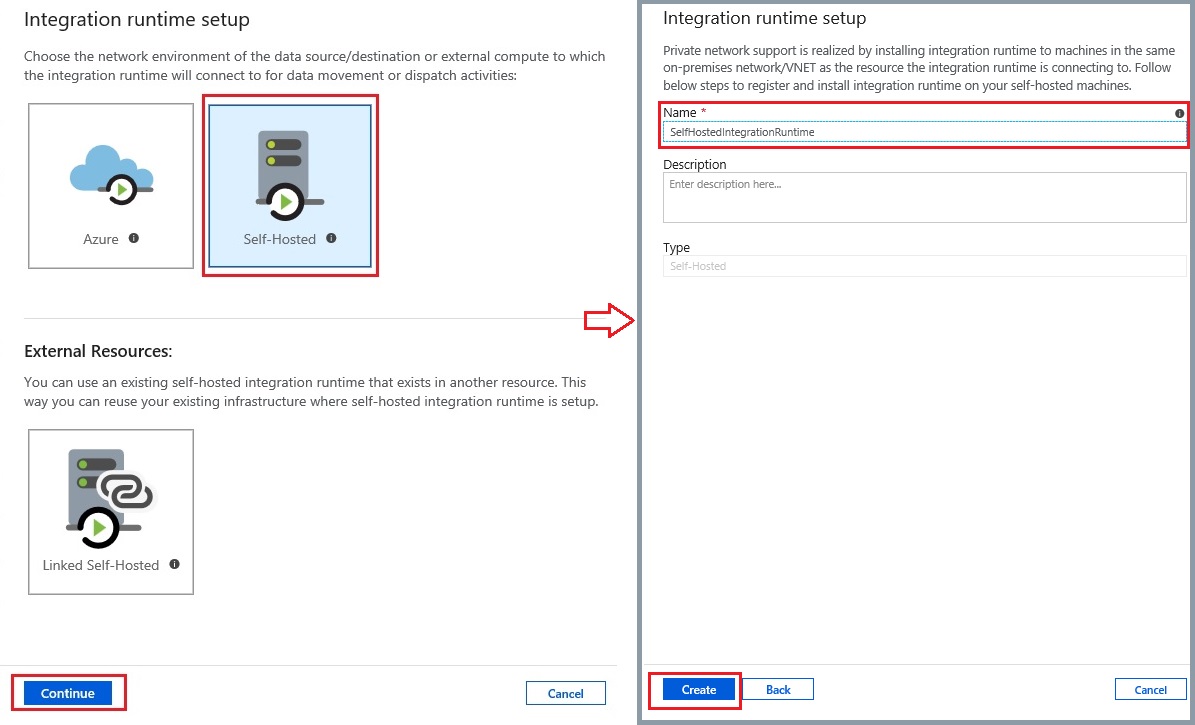 Integration runtime setup
Choose the network environment of the data source/destination or external compute to which
the integration runtime will connect to for data movement or dispatch activities:
Azure
Self-Hosted
External Resources:
You can use an existing self-hosted integration runtime that exists in another resource. This
way you can reuse your existing infrastructure where self-hosted integration runtime is setup.
Linked Self-Hosted
Continue
Cancel
Integration runtime setup
Private network support is realized by installing integration runtime to machines in the same
on-premises network/VNET as the resource the integration runtime is connecting to. Follow
below steps to register and install integration runtime on your self-hosted machines.
Name *
SelfHostedIntegrationRuntime
Description
Enter description here...
Type
Self-Hosted
Create
Back
Cancel